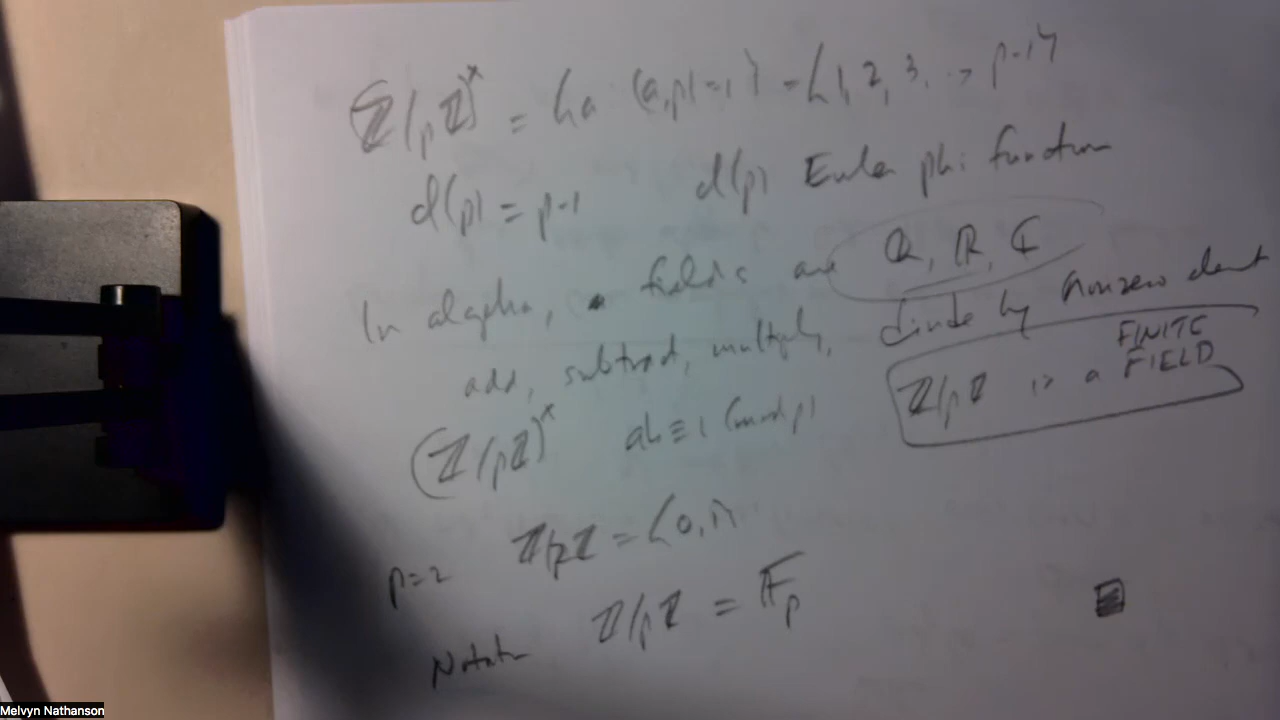 (ℤ/pℤ)^× = {a : (a,p)=1} = {1, 2, 3, .., p-1}
φ(p) = p-1    φ(p) Euler phi function
In algebra, fields are ℚ, ℝ, ℂ
add, subtract, multiply, divide by nonzero element
(ℤ/pℤ)^×    ab ≡ 1 (mod p)    ℤ/pℤ is a FINITE FIELD
p=2    ℤ/2ℤ = {0,1}
Notation    ℤ/pℤ = 𝔽_p
Melvyn Nathanson